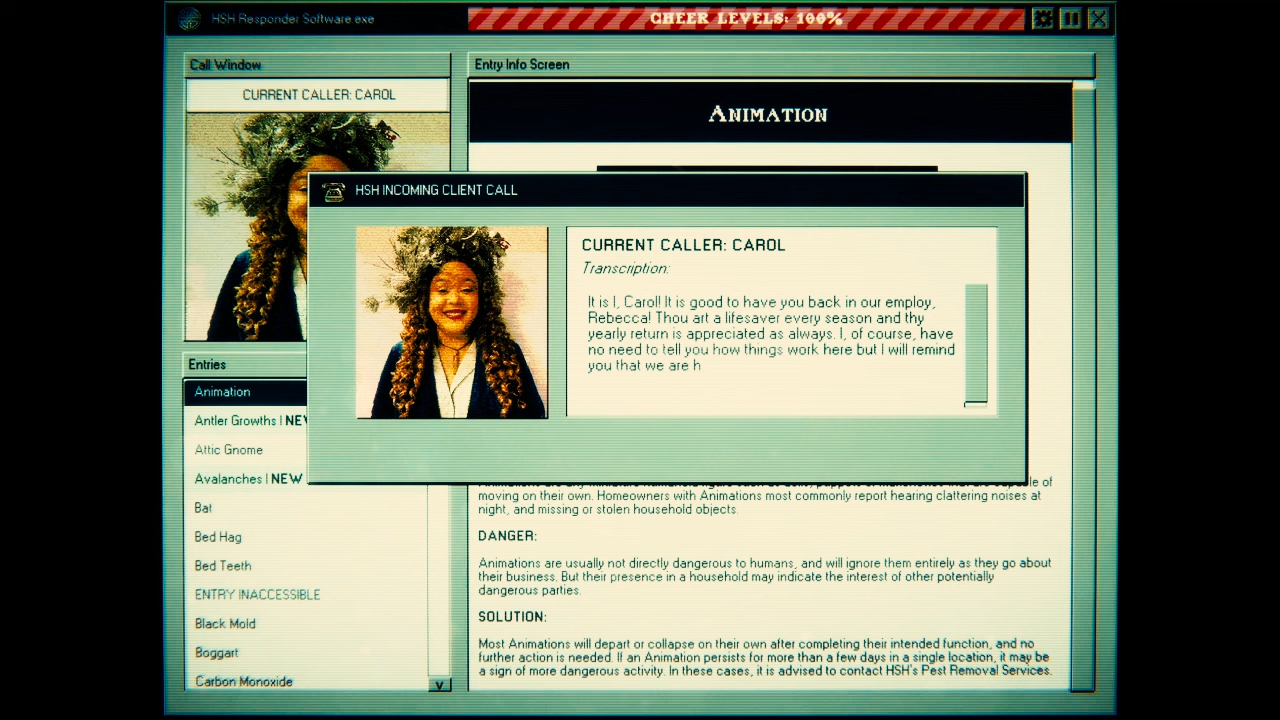 HSH Responder Software.exe
CHEER LEVELS: 100%
Call Window
CURRENT CALLER: CAROL
Entries
Animation
Antler Growths | NEW
Attic Gnome
Avalanches | NEW
Bat
Bed Hag
Bed Teeth
ENTRY INACCESSIBLE
Black Mold
Boggart
Carbon Monoxide
v
Entry Info Screen
ANIMATION
HSH INCOMING CLIENT CALL
CURRENT CALLER: CAROL
Transcription:
It is I, Carol! It is good to have you back in our employ,
Rebecca! Thou art a lifesaver every season and thy
yearly return is appreciated as always. I, of course, have
no need to tell you how things work here but I will remind
you that we are h
of
moving on their own. Homeowners with Animations most commonly report hearing clattering noises at
night, and missing or stolen household objects.
DANGER:
Animations are usually not directly dangerous to humans, and will ignore them entirely as they go about
their business. But their presence in a household may indicate the interest of other potentially
dangerous parties.
SOLUTION:
Most Animations will depart or collapse on their own after completing their intended function, and no
further action is needed. If an Animation persists for more than a few days in a single location, it may be
a sign of more dangerous activity. In these cases, it is advised to contact HSH's Pest Removal Services.